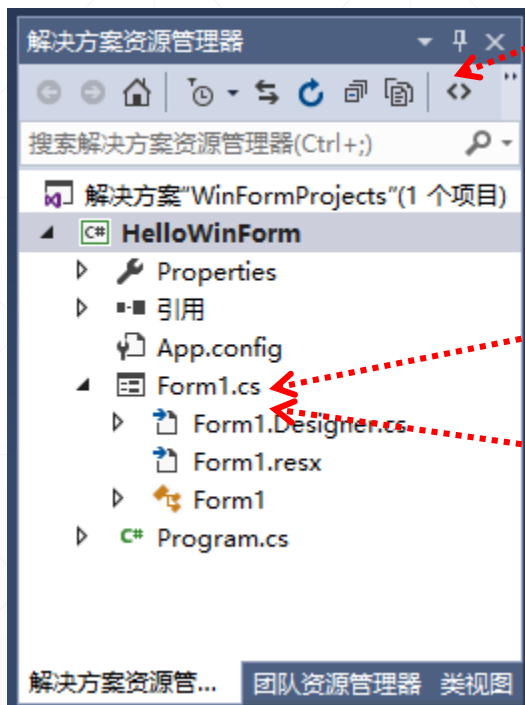 解决方案资源管理器
搜索解决方案资源管理器(Ctrl+;)
解决方案"WinFormProjects"(1 个项目)
C# HelloWinForm
Properties
引用
App.config
Form1.cs
Form1.Designer.cs
Form1.resx
Form1
C# Program.cs
解决方案资源管... 团队资源管理器 类视图